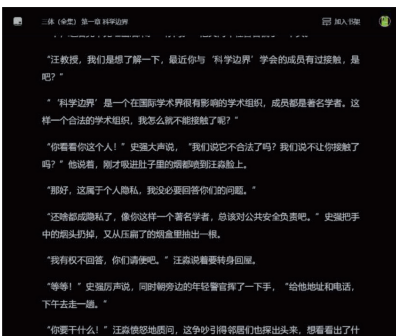 三体（全集）第一章 科学边界
加入书架
“汪教授，我们是想了解一下，最近你与‘科学边界’学会的成员有过接触，是
吧？”
“‘科学边界’是一个在国际学术界很有影响的学术组织，成员都是著名学者。这
样一个合法的学术组织，我怎么就不能接触了呢？”
“你看看你这个人！”史强大声说，“我们说它不合法了吗？我们说不让你接触了
吗？”他说着，刚才吸进肚子里的烟都喷到汪淼脸上。
“那好，这属于个人隐私，我没必要回答你们的问题。”
“还啥都成隐私了，像你这样一个著名学者，总该对公共安全负责吧。”史强把手
中的烟头扔掉，又从压扁了的烟盒里抽出一根。
“我有权不回答，你们请便吧。”汪淼说着要转身回屋。
“等等！”史强厉声说，同时朝旁边的年轻警官挥了一下手，“给他地址和电话，
下午去走一趟。”
“你要干什么！”汪淼愤怒地质问，这争吵引得邻居们也探出头来，想看看出了什